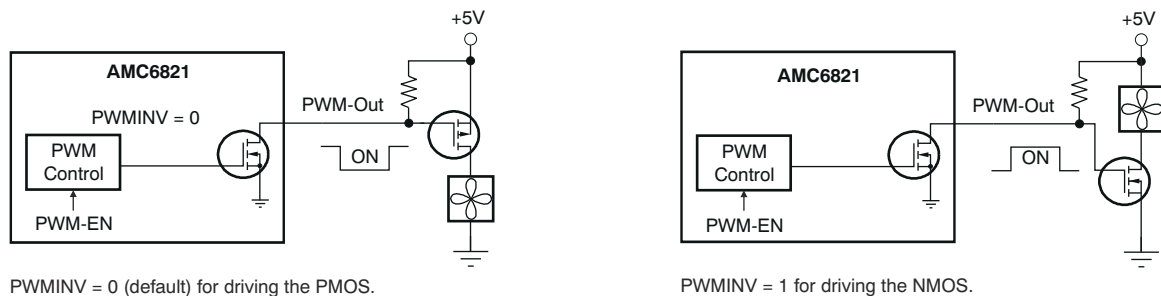 +5V
AMC6821
PWMINV = 0
PWM-Out
PWM
Control
ON
PWM-EN
PWMINV = 0 (default) for driving the PMOS.
+5V
AMC6821
PWM-Out
PWM
Control
ON
PWM-EN
PWMINV = 1 for driving the NMOS.